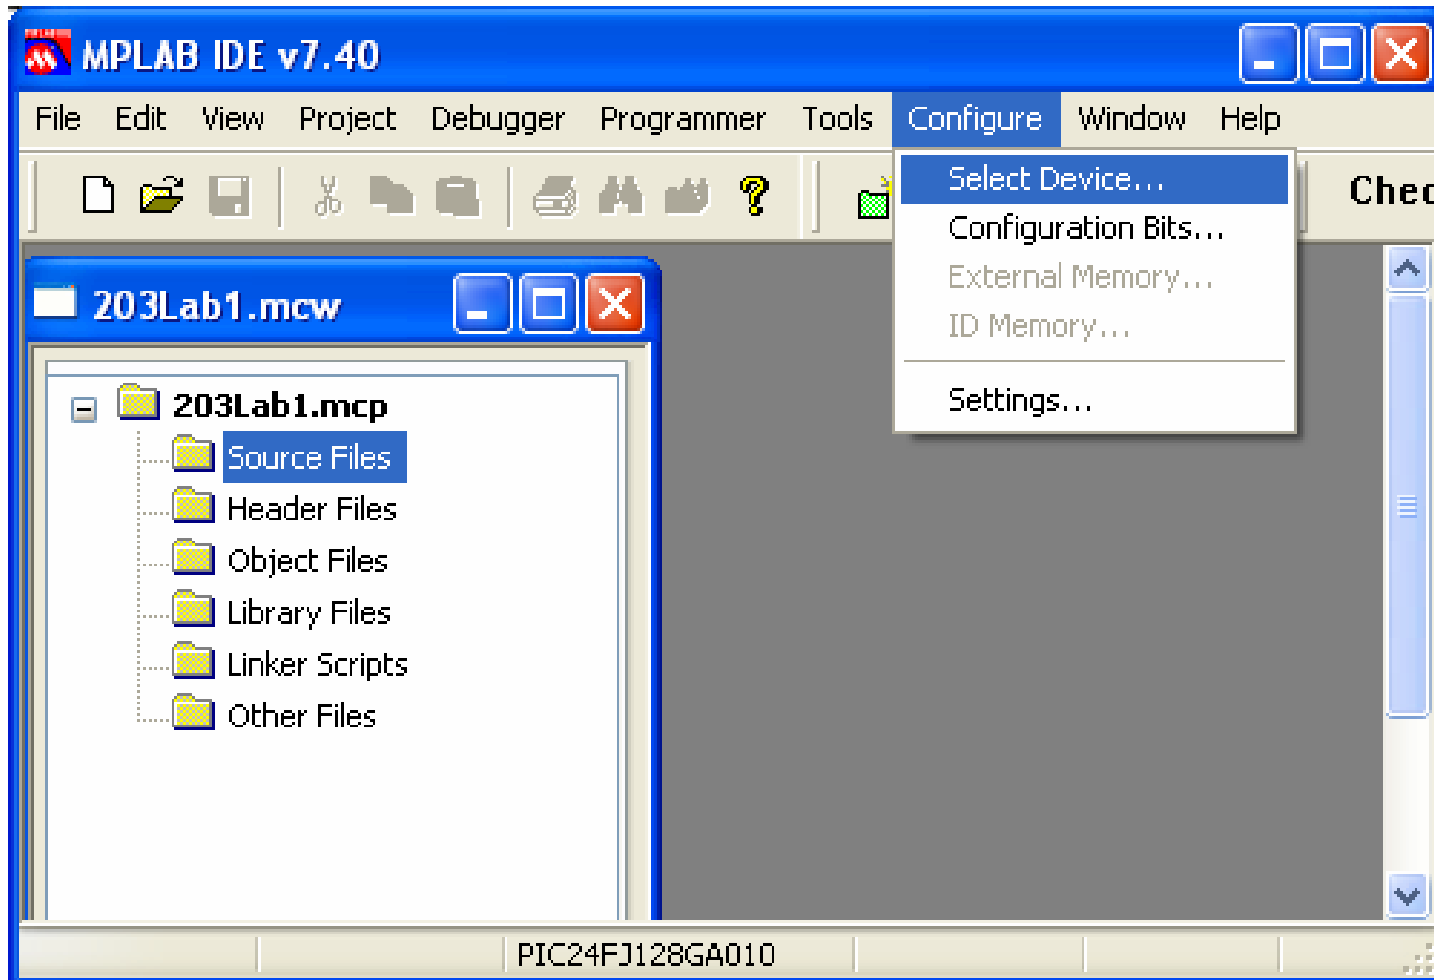 MPLAB IDE v7.40
File Edit View Project Debugger Programmer Tools Configure Window Help
Select Device...
Chec
Configuration Bits...
External Memory...
ID Memory...
Settings...
203Lab1.mcw
203Lab1.mcp
Source Files
Header Files
Object Files
Library Files
Linker Scripts
Other Files
PIC24FJ128GA010